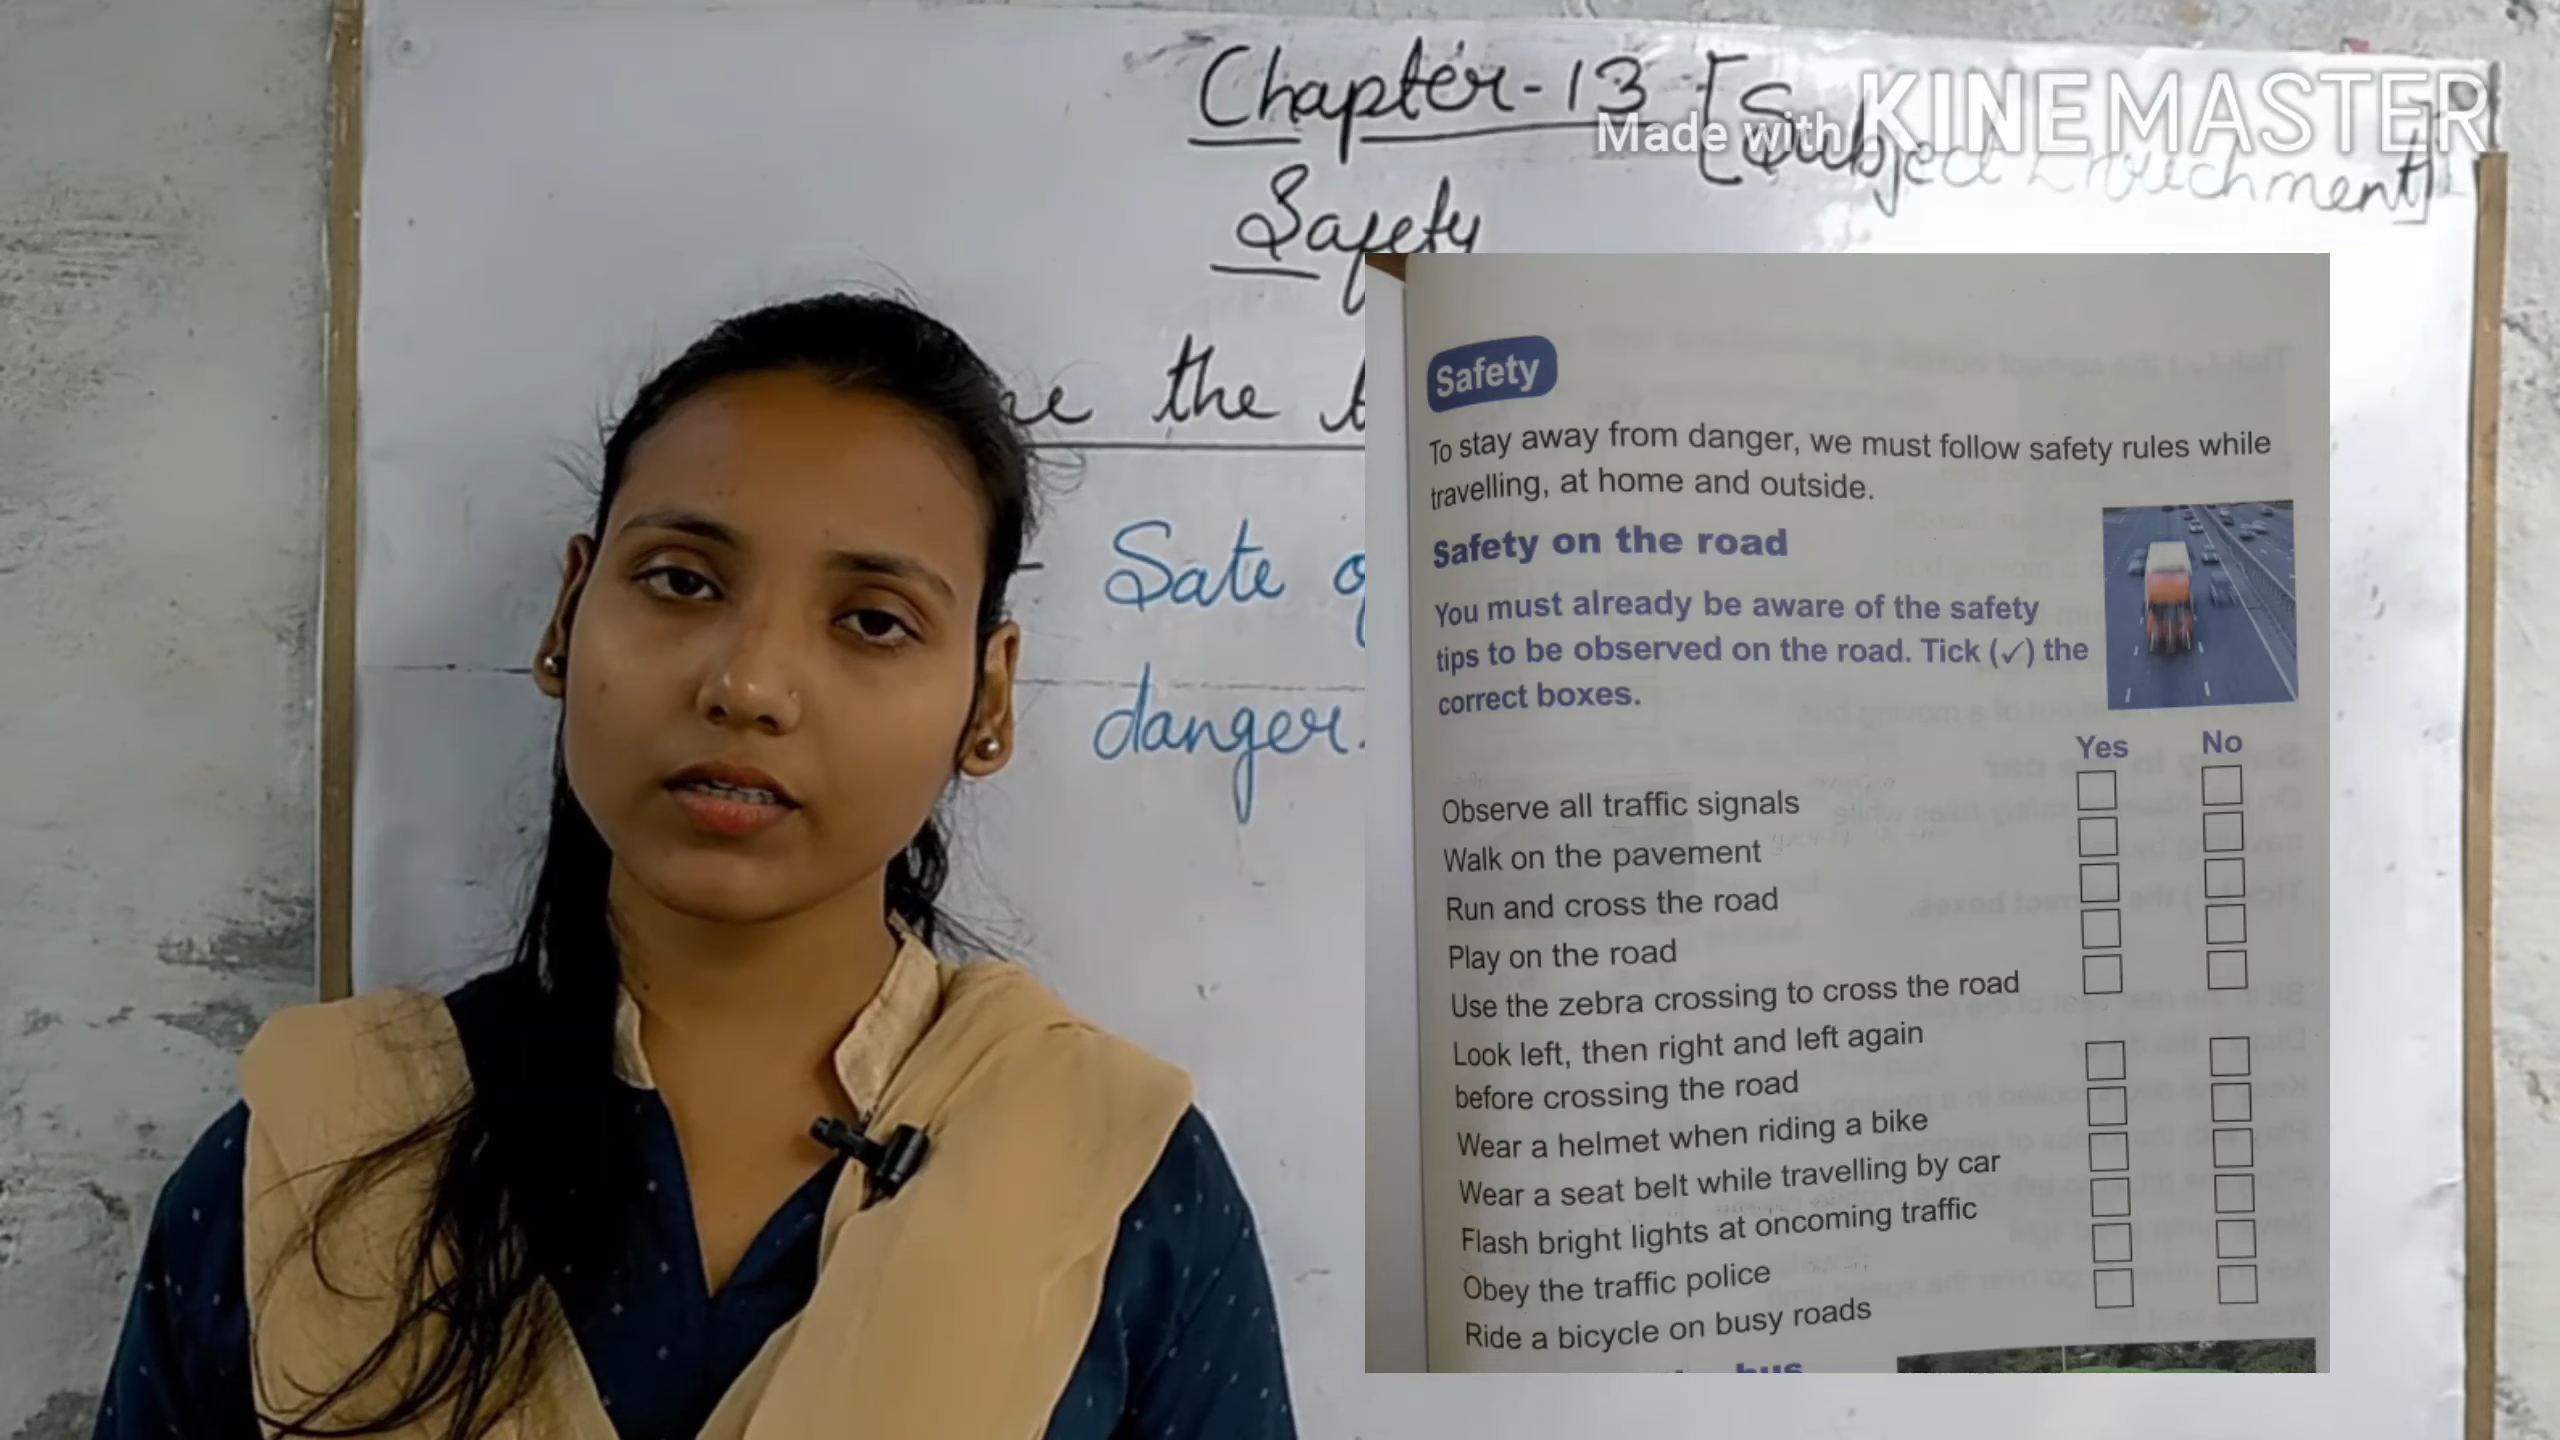 Chapter-13 [Subject Enrichment]
Made with KINEMASTER
Safety
the
- Sate
danger.
Safety
To stay away from danger, we must follow safety rules while
travelling, at home and outside.
Safety on the road
You must already be aware of the safety
tips to be observed on the road. Tick (✓) the
correct boxes.
Yes No
Observe all traffic signals
Walk on the pavement
Run and cross the road
Play on the road
Use the zebra crossing to cross the road
Look left, then right and left again
before crossing the road
Wear a helmet when riding a bike
Wear a seat belt while travelling by car
Flash bright lights at oncoming traffic
Obey the traffic police
Ride a bicycle on busy roads
bus